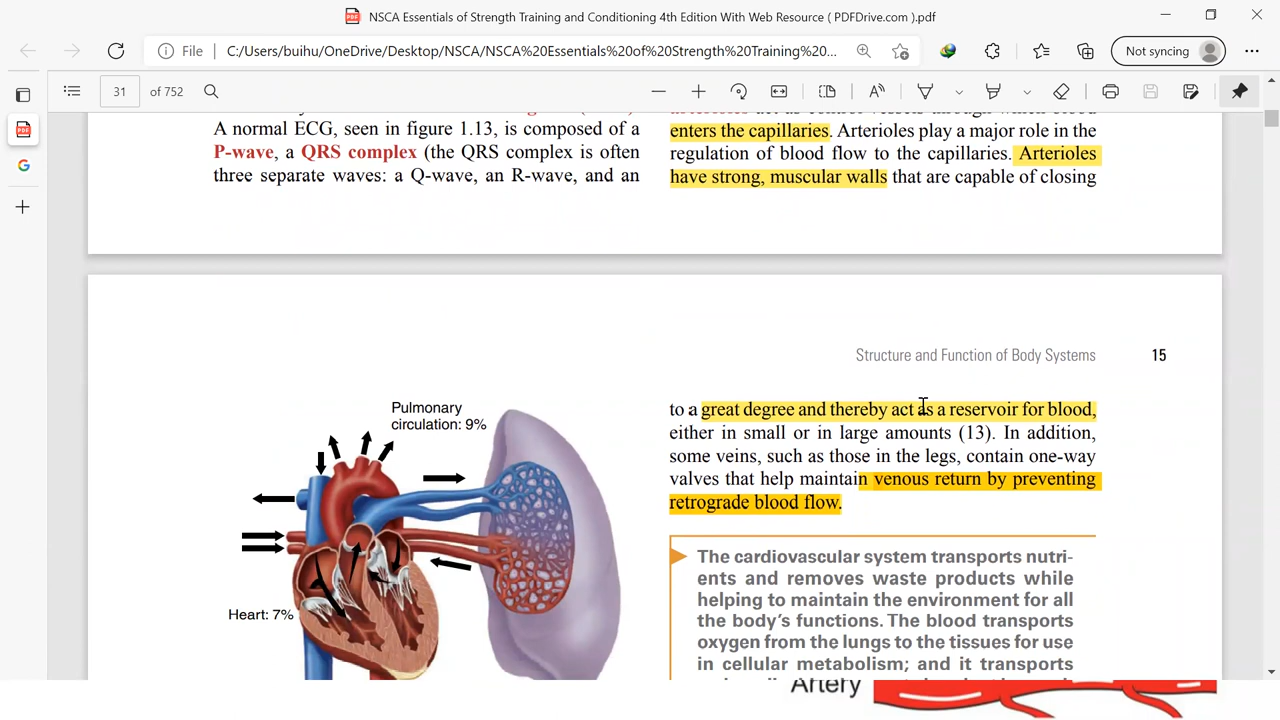 NSCA Essentials of Strength Training and Conditioning 4th Edition With Web Resource ( PDFDrive.com ).pdf
File C:/Users/buihu/OneDrive/Desktop/NSCA/NSCA%20Essentials%20of%20Strength%20Training%20... Not syncing
31 of 752
A normal ECG, seen in figure 1.13, is composed of a
P-wave, a QRS complex (the QRS complex is often
three separate waves: a Q-wave, an R-wave, and an
enters the capillaries. Arterioles play a major role in the
regulation of blood flow to the capillaries. Arterioles
have strong, muscular walls that are capable of closing
Structure and Function of Body Systems 15
Pulmonary
circulation: 9%
Heart: 7%
to a great degree and thereby act as a reservoir for blood,
either in small or in large amounts (13). In addition,
some veins, such as those in the legs, contain one-way
valves that help maintain venous return by preventing
retrograde blood flow.
The cardiovascular system transports nutri-
ents and removes waste products while
helping to maintain the environment for all
the body's functions. The blood transports
oxygen from the lungs to the tissues for use
in cellular metabolism; and it transports
Artery